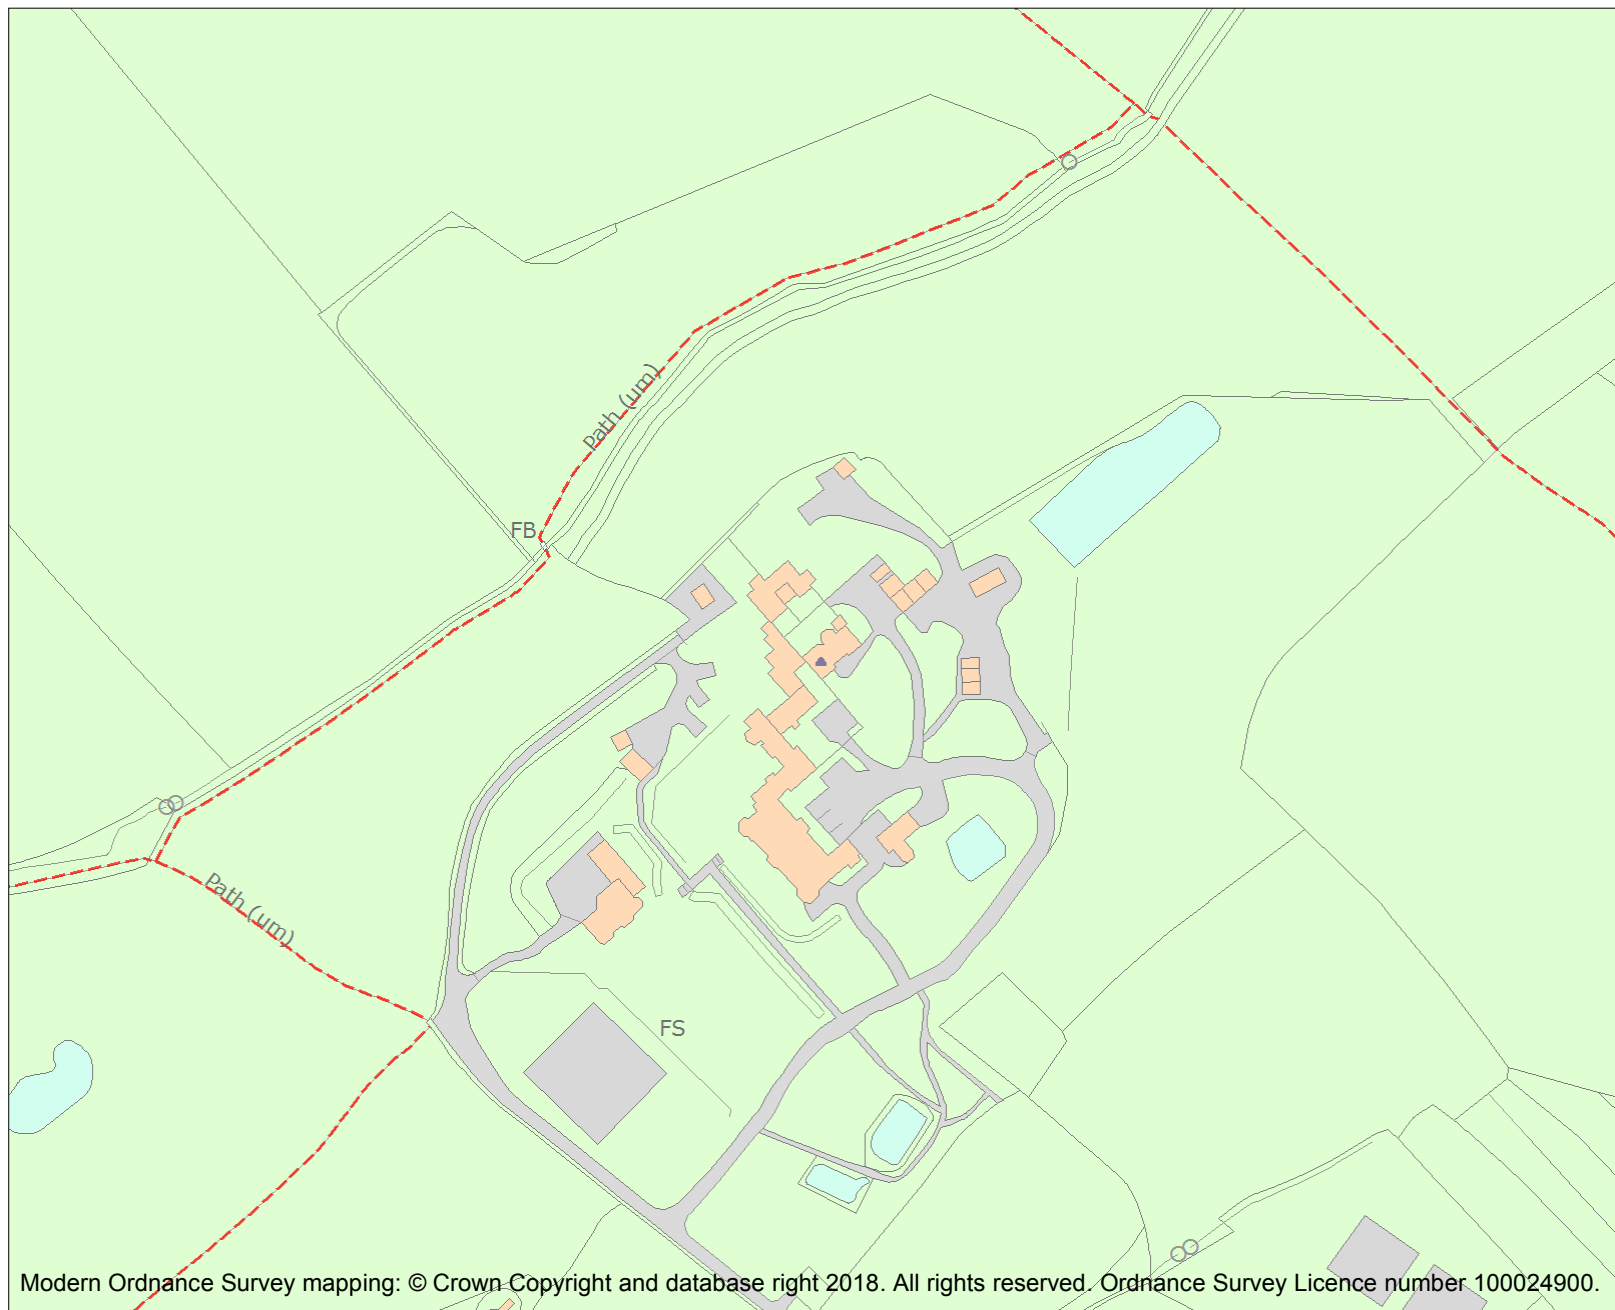 Path (um)
FB
Path (um)
FS
Modern Ordnance Survey mapping: © Crown Copyright and database right 2018. All rights reserved. Ordnance Survey Licence number 100024900.